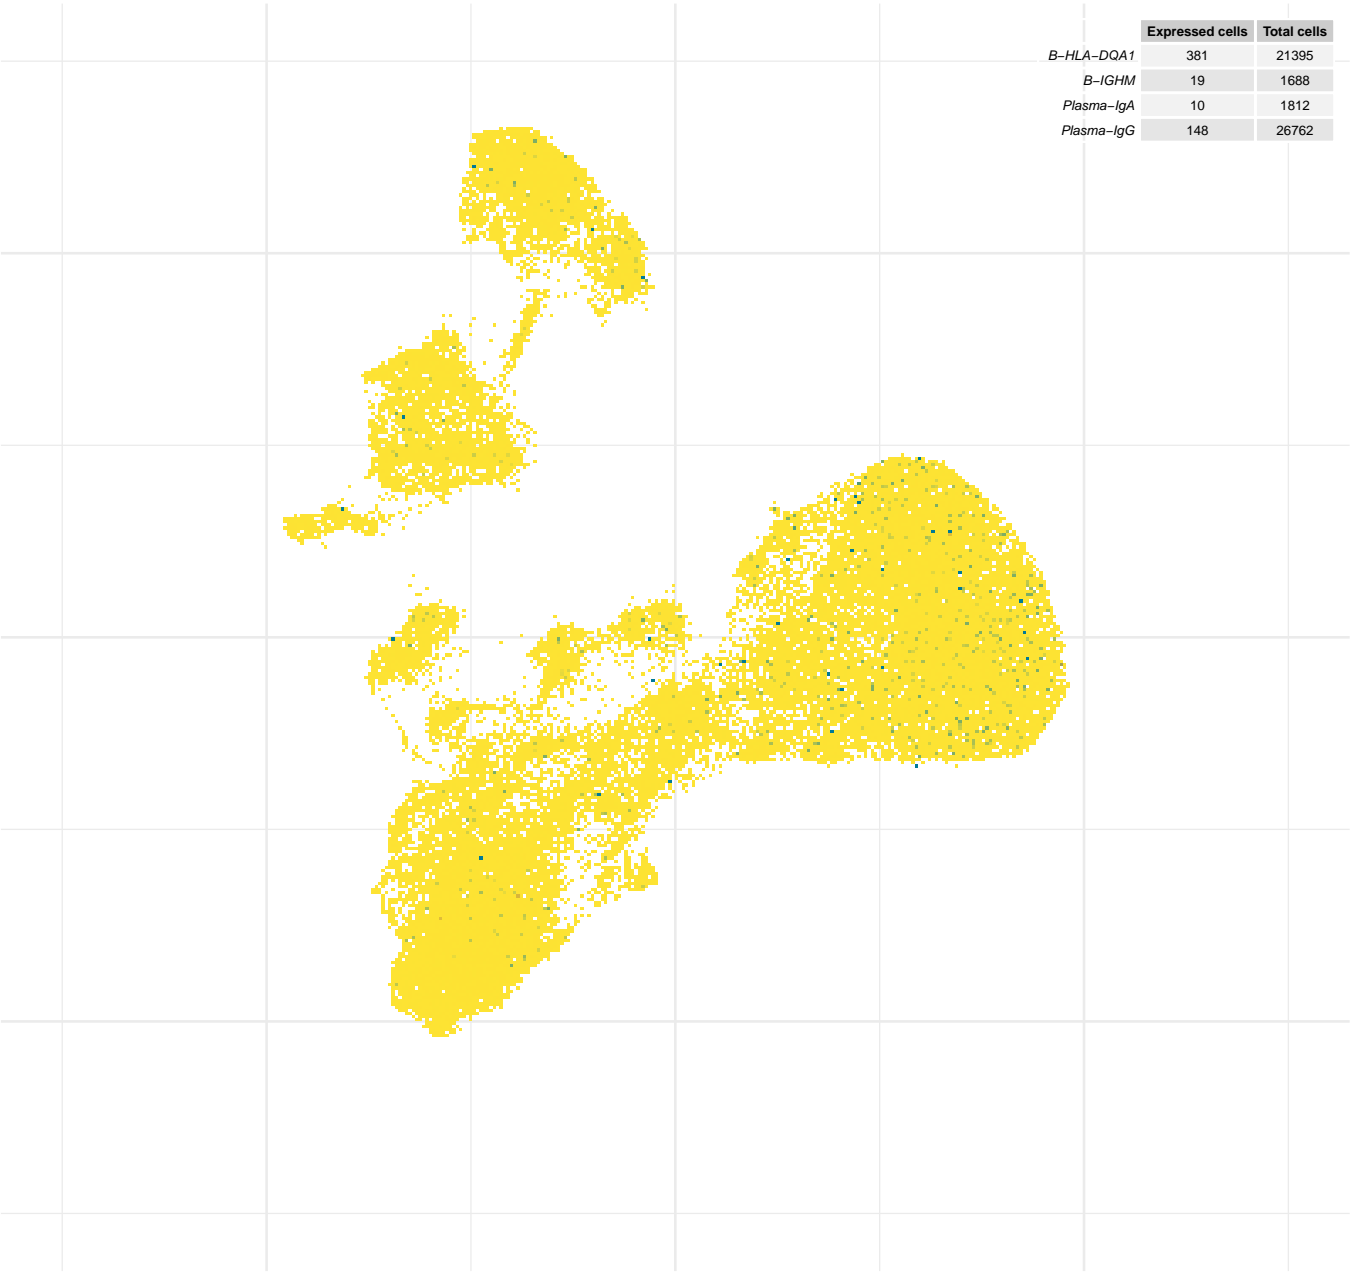 Expressed cells Total cells
B−HLA−DQA1 381 21395
B−IGHM 19 1688
Plasma−IgA 10 1812
Plasma−IgG 148 26762